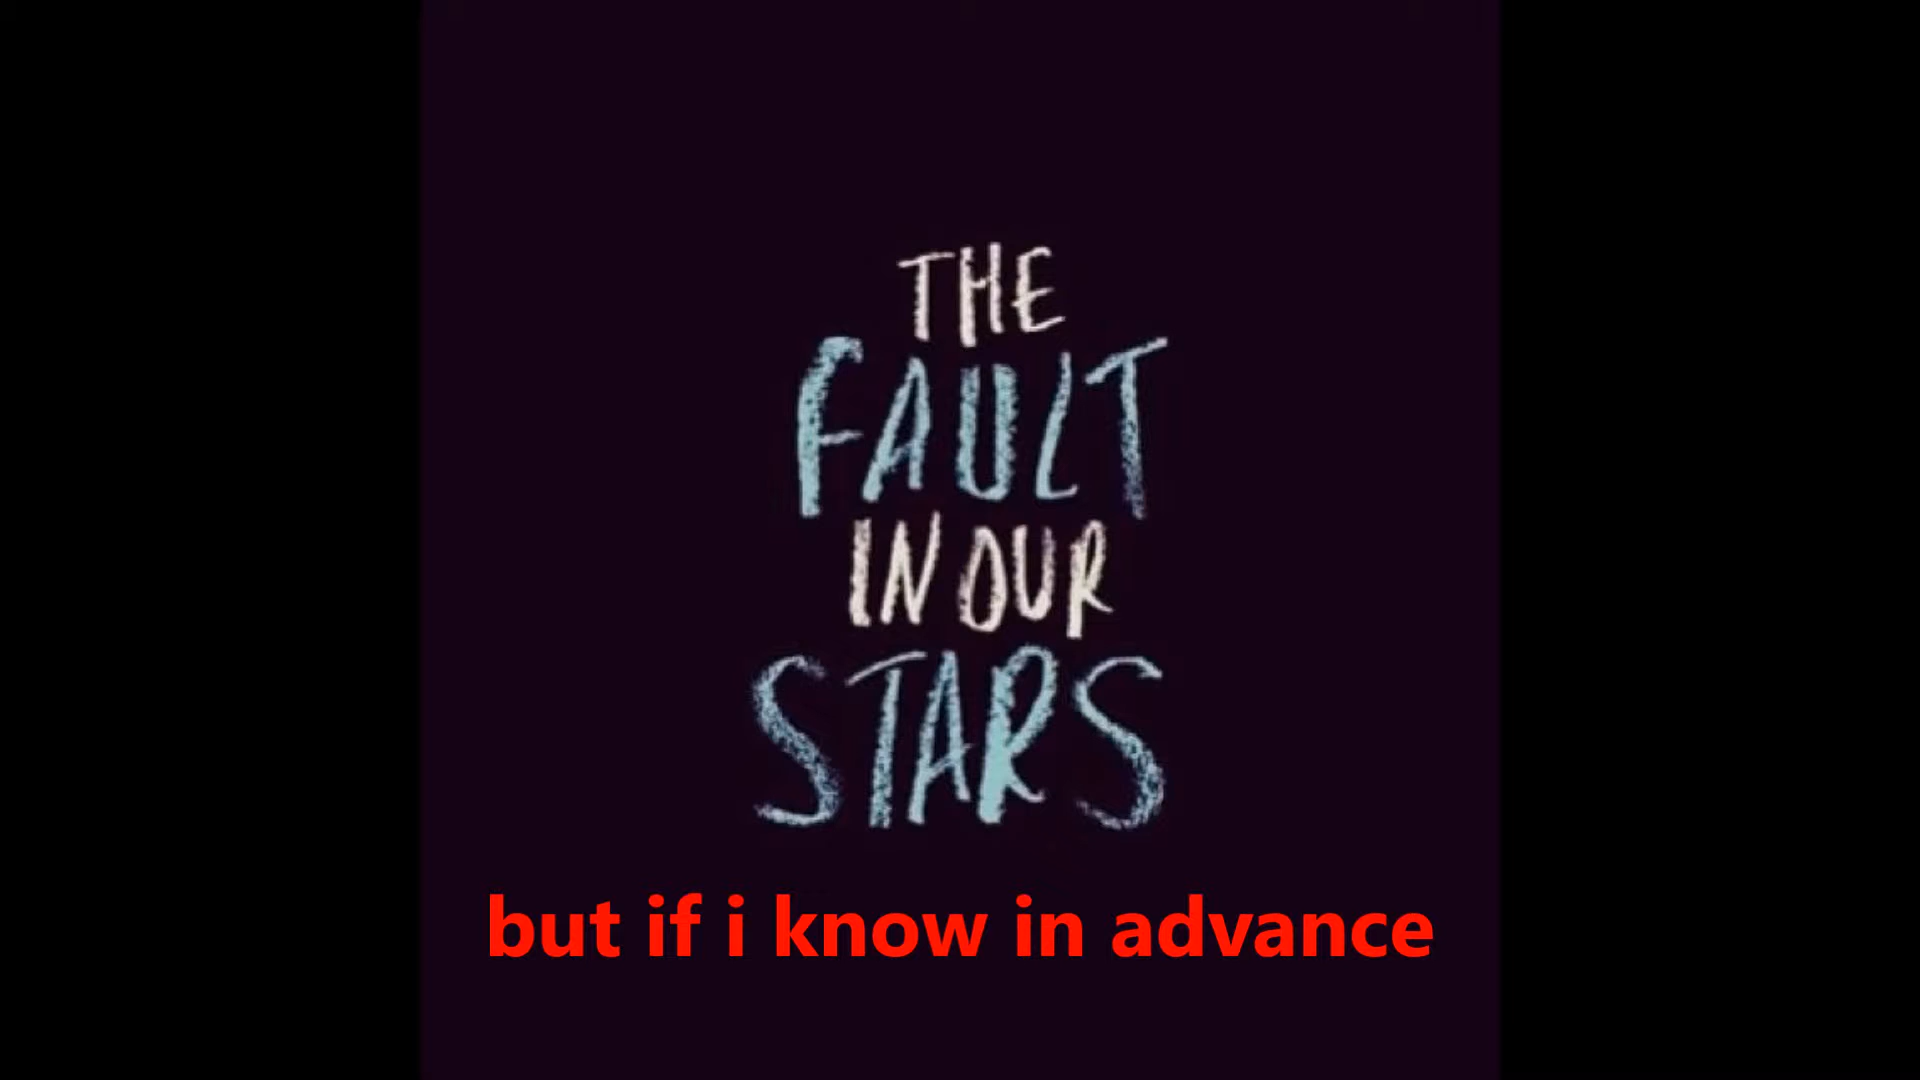 THE
FAULT
IN OUR
STARS
but if i know in advance